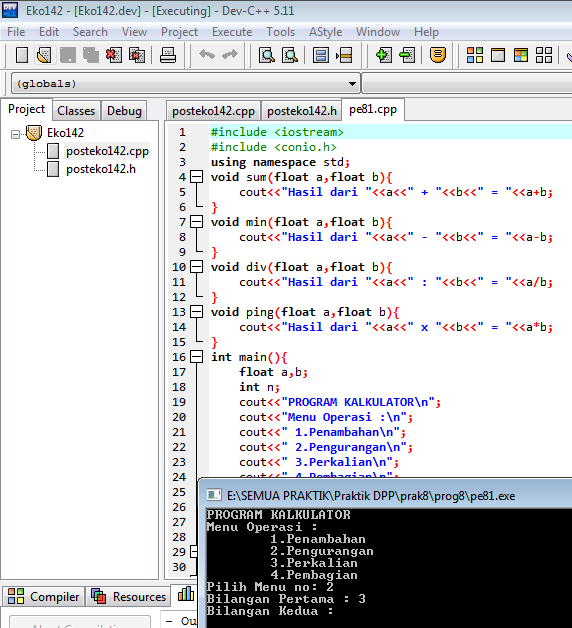 Eko142 - [Eko142.dev] - [Executing] - Dev-C++ 5.11
File Edit Search View Project Execute Tools AStyle Window Help
(globals)
Project Classes Debug
posteko142.cpp posteko142.h pe81.cpp
Eko142
posteko142.cpp
posteko142.h
1 #include <iostream>
2 #include <conio.h>
3 using namespace std;
4 void sum(float a,float b){
5 cout<<"Hasil dari "<<a<<" + "<<b<<" = "<<a+b;
6 }
7 void min(float a,float b){
8 cout<<"Hasil dari "<<a<<" - "<<b<<" = "<<a-b;
9 }
10 void div(float a,float b){
11 cout<<"Hasil dari "<<a<<" : "<<b<<" = "<<a/b;
12 }
13 void ping(float a,float b){
14 cout<<"Hasil dari "<<a<<" x "<<b<<" = "<<a*b;
15 }
16 int main(){
17 float a,b;
18 int n;
19 cout<<"PROGRAM KALKULATOR\n";
20 cout<<"Menu Operasi :\n";
21 cout<<" 1.Penambahan\n";
22 cout<<" 2.Pengurangan\n";
23 cout<<" 3.Perkalian\n";
24 cout<<" 4.Pembagian\n";
25
26
27
28
29
30
E:\SEMUA PRAKTIK\Praktik DPP\prak8\prog8\pe81.exe
PROGRAM KALKULATOR
Menu Operasi :
1.Penambahan
2.Pengurangan
3.Perkalian
4.Pembagian
Pilih Menu no: 2
Bilangan Pertama : 3
Bilangan Kedua :
Compiler Resources